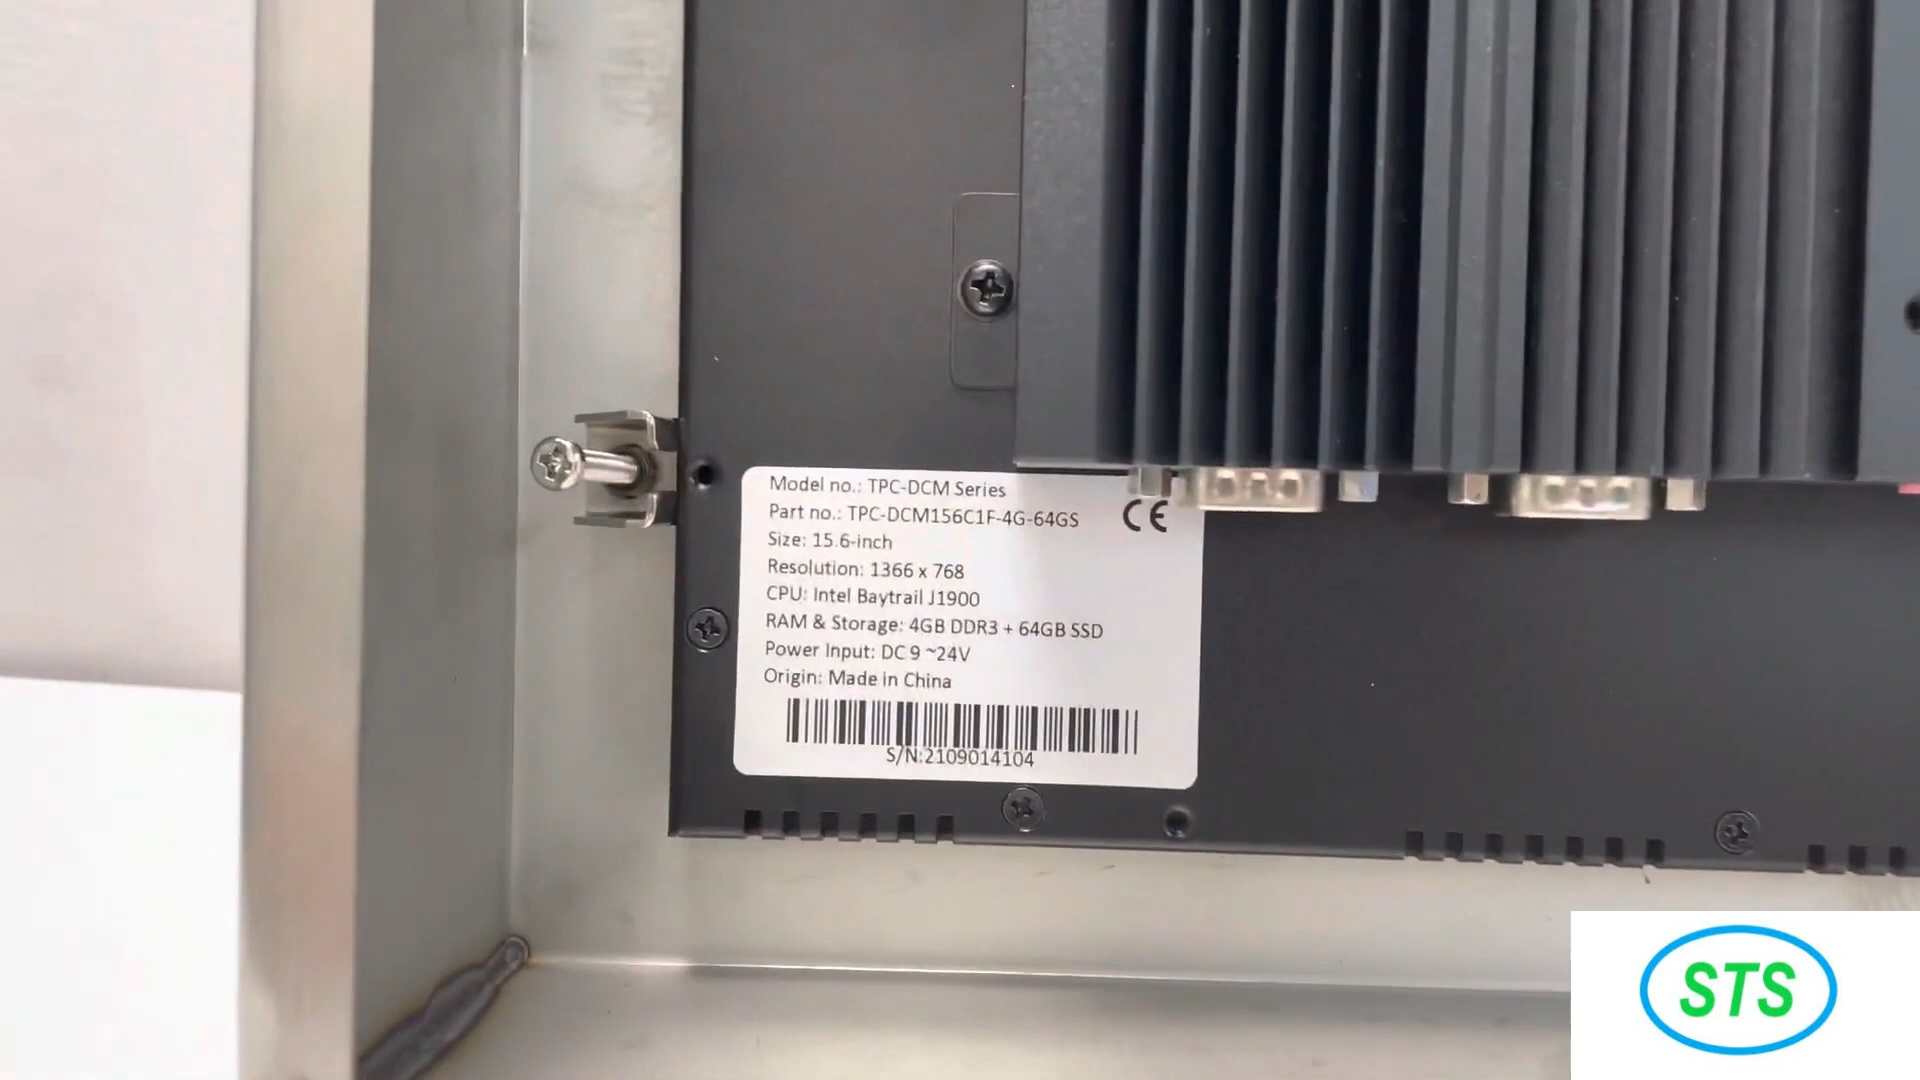 Model no.: TPC-DCM Series
Part no.: TPC-DCM156C1F-4G-64GS
CE
Size: 15.6-inch
Resolution: 1366 x 768
CPU: Intel Baytrail J1900
RAM & Storage: 4GB DDR3 + 64GB SSD
Power Input: DC 9 ~24V
Origin: Made in China
S/N:2109014104
STS